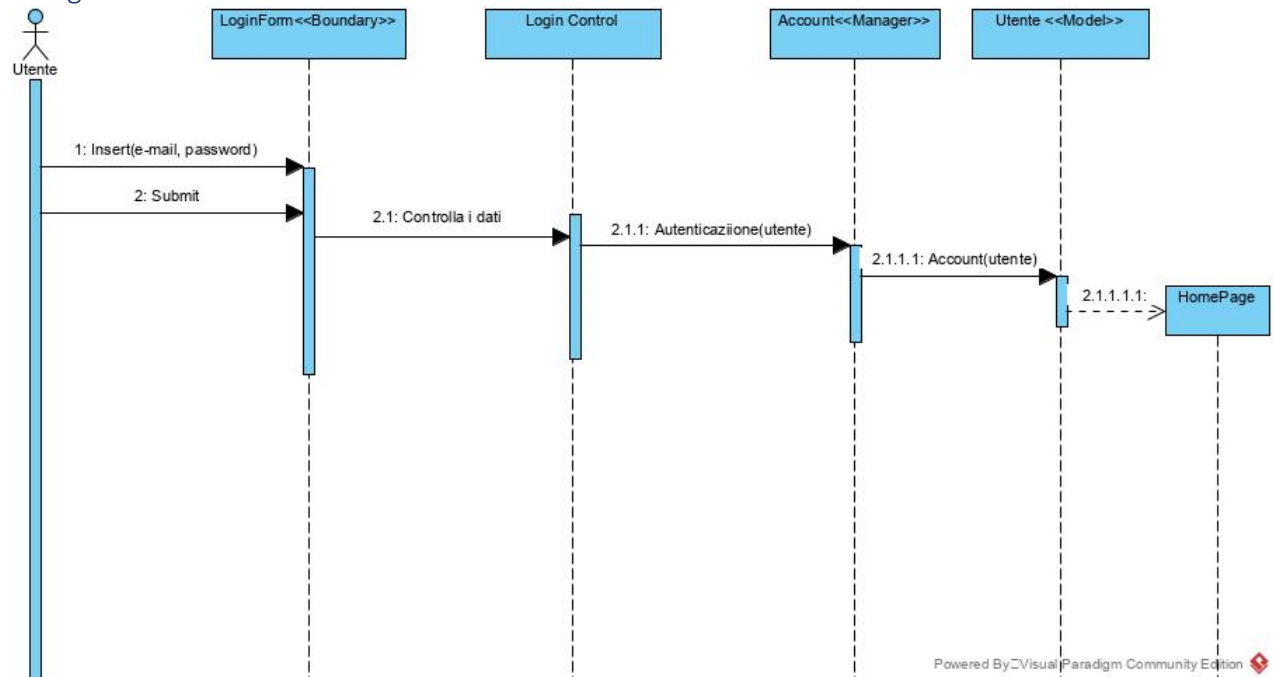 LoginForm<<Boundary>>
Login Control
Account<<Manager>>
Utente <<Model>>
Utente
1: Insert(e-mail, password)
2: Submit
2.1: Controlla i dati
2.1.1: Autenticaziione(utente)
2.1.1.1: Account(utente)
2.1.1.1.1:
HomePage
Powered By Visual Paradigm Community Edition